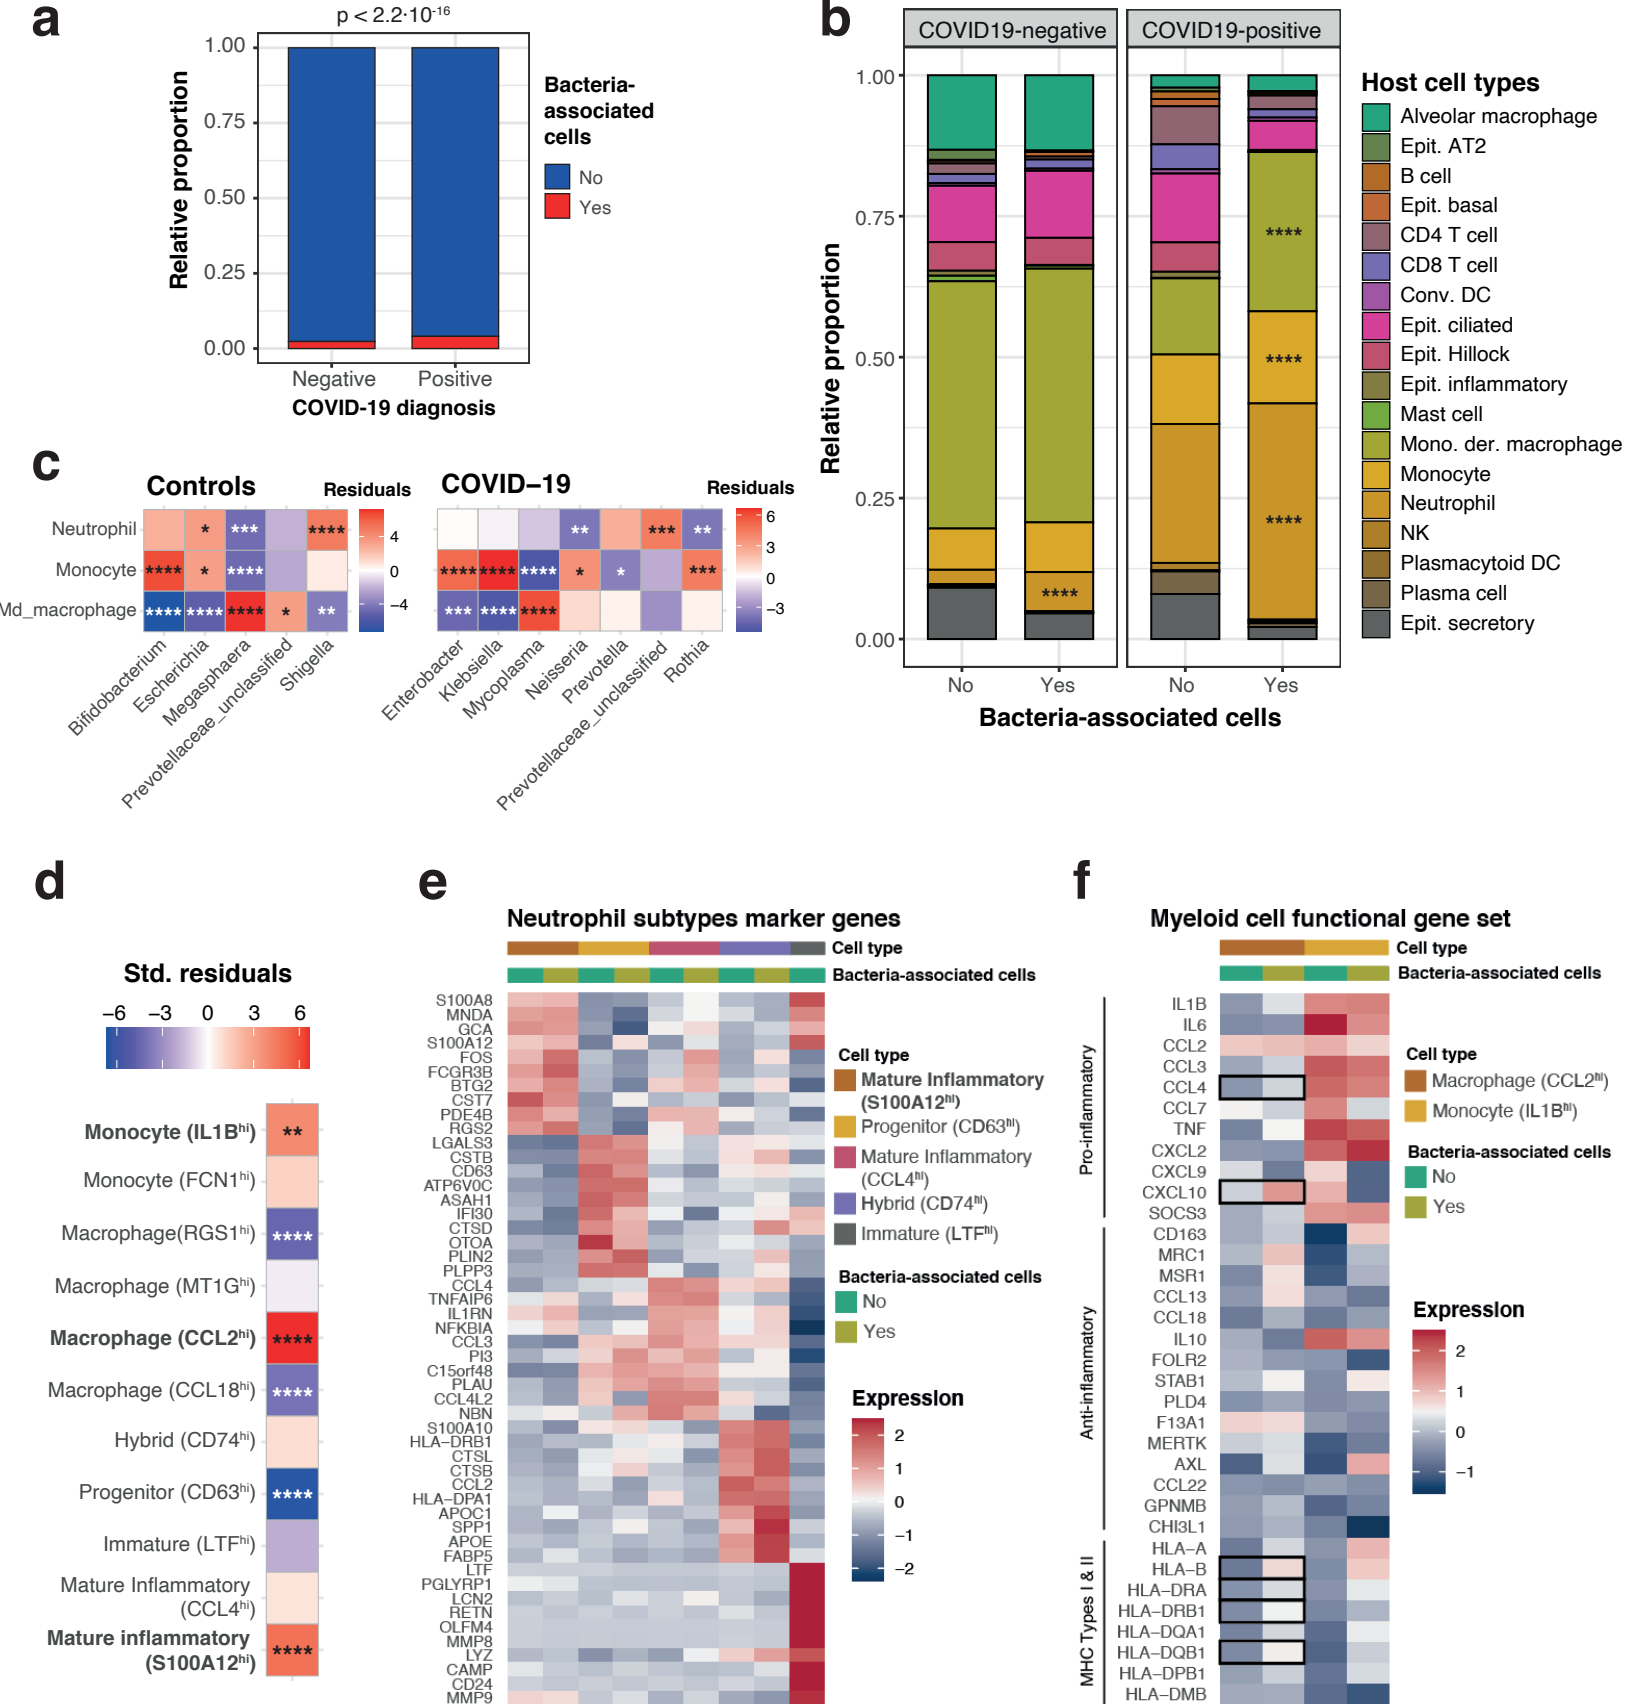 a
p < 2.2·10-16
Relative proportion
1.00
0.75
0.50
0.25
0.00
Negative
Positive
COVID-19 diagnosis
Bacteria-
associated
cells
No
Yes
b
COVID19-negative
COVID19-positive
Relative proportion
1.00
0.75
0.50
0.25
0.00
****
****
****
****
No
Yes
No
Yes
Bacteria-associated cells
Host cell types
Alveolar macrophage
Epit. AT2
B cell
Epit. basal
CD4 T cell
CD8 T cell
Conv. DC
Epit. ciliated
Epit. Hillock
Epit. inflammatory
Mast cell
Mono. der. macrophage
Monocyte
Neutrophil
NK
Plasmacytoid DC
Plasma cell
Epit. secretory
c
Controls
Residuals
Neutrophil
* *** ****
Monocyte
**** * ****
Md_macrophage
**** **** **** * **
4
0
−4
Bifidobacterium
Escherichia
Megasphaera
Prevotellaceae_unclassified
Shigella
COVID−19
Residuals
** *** **
**** **** **** * * ***
*** **** ****
6
3
0
−3
Enterobacter
Klebsiella
Mycoplasma
Neisseria
Prevotella
Prevotellaceae_unclassified
Rothia
d
Std. residuals
−6 −3 0 3 6
Monocyte (IL1Bhi)
**
Monocyte (FCN1hi)
Macrophage(RGS1hi)
****
Macrophage (MT1Ghi)
Macrophage (CCL2hi)
****
Macrophage (CCL18hi)
****
Hybrid (CD74hi)
Progenitor (CD63hi)
****
Immature (LTFhi)
Mature Inflammatory
(CCL4hi)
Mature inflammatory
(S100A12hi)
****
e
Neutrophil subtypes marker genes
Cell type
Bacteria-associated cells
S100A8
MNDA
GCA
S100A12
FOS
FCGR3B
BTG2
CST7
PDE4B
RGS2
LGALS3
CSTB
CD63
ATP6V0C
ASAH1
IFI30
CTSD
OTOA
PLIN2
PLPP3
CCL4
TNFAIP6
IL1RN
NFKBIA
CCL3
PI3
C15orf48
PLAU
CCL4L2
NBN
S100A10
HLA−DRB1
CTSL
CTSB
CCL2
HLA−DPA1
APOC1
SPP1
APOE
FABP5
LTF
PGLYRP1
LCN2
RETN
OLFM4
MMP8
LYZ
CAMP
CD24
MMP9
Cell type
Mature Inflammatory
(S100A12hi)
Progenitor (CD63hi)
Mature Inflammatory
(CCL4hi)
Hybrid (CD74hi)
Immature (LTFhi)
Bacteria-associated cells
No
Yes
Expression
2
1
0
−1
−2
f
Myeloid cell functional gene set
Cell type
Bacteria-associated cells
Pro-inflammatory
IL1B
IL6
CCL2
CCL3
CCL4
CCL7
TNF
CXCL2
CXCL9
CXCL10
SOCS3
Anti-inflammatory
CD163
MRC1
MSR1
CCL13
CCL18
IL10
FOLR2
STAB1
PLD4
F13A1
MERTK
AXL
CCL22
GPNMB
CHI3L1
MHC Types I & II
HLA−A
HLA−B
HLA−DRA
HLA−DRB1
HLA−DQA1
HLA−DQB1
HLA−DPB1
HLA−DMB
Cell type
Macrophage (CCL2hi)
Monocyte (IL1Bhi)
Bacteria-associated cells
No
Yes
Expression
2
1
0
−1